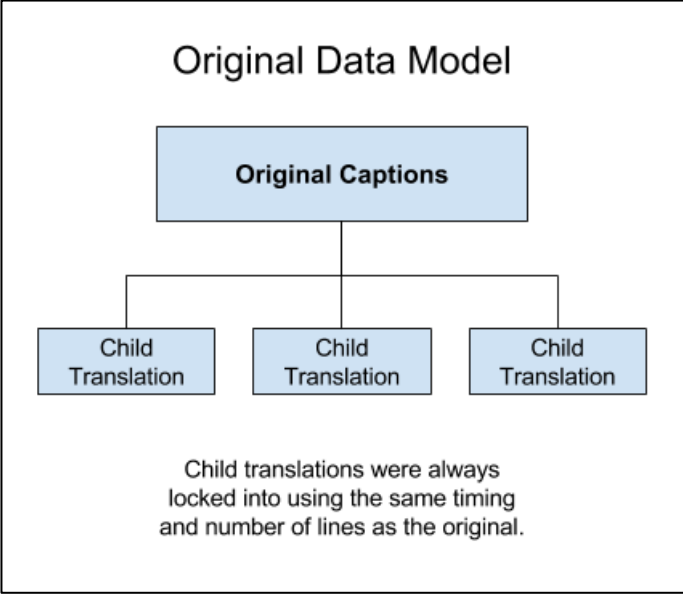 Original Data Model
Original Captions
Child
Translation
Child
Translation
Child
Translation
Child translations were always
locked into using the same timing
and number of lines as the original.